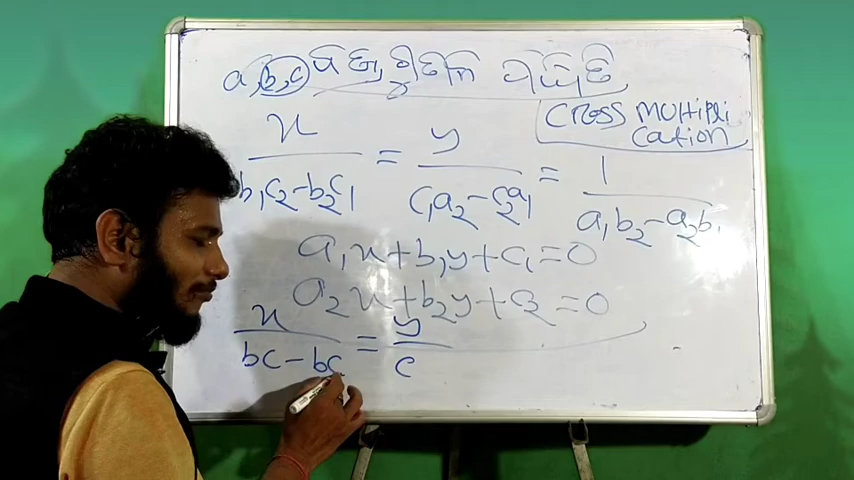 a, b, c
CROSS MULTIPLI
CATION
x / b₁c₂ - b₂c₁ = y / c₁a₂ - c₂a₁ = 1 / a₁b₂ - a₂b₁
a₁x + b₁y + c₁ = 0
a₂x + b₂y + c₂ = 0
x / bc - bc = y / c